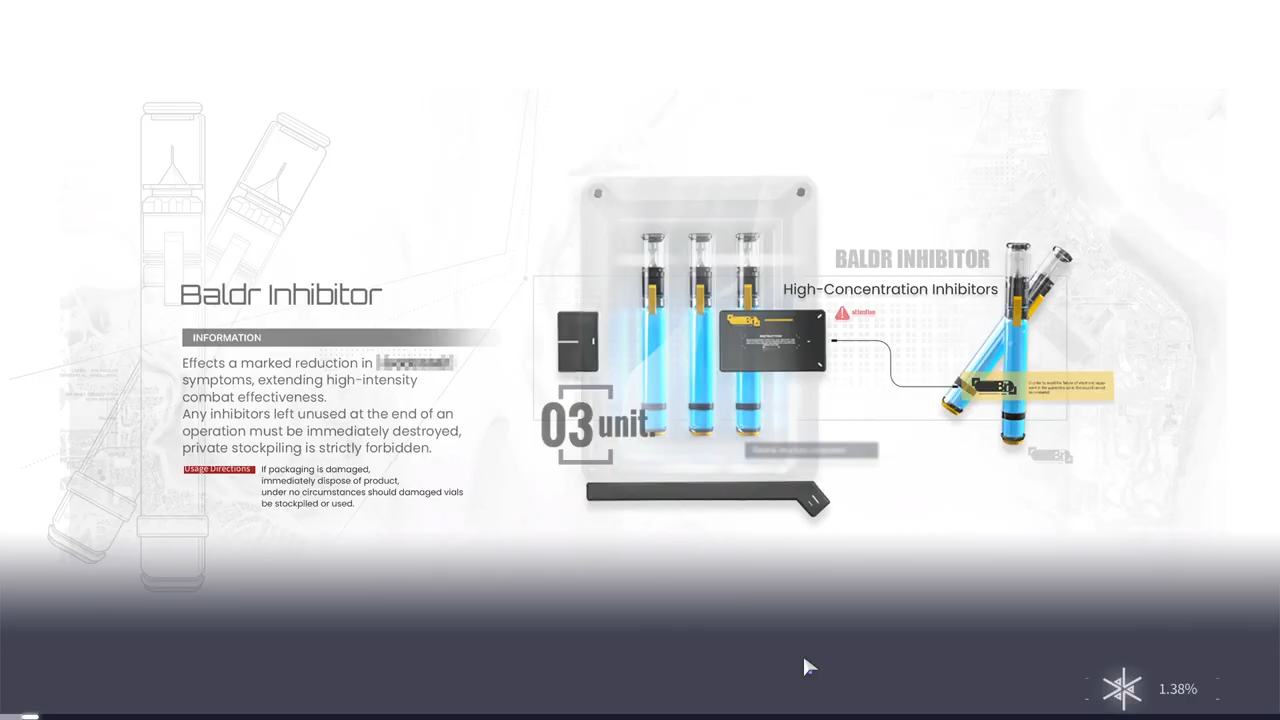 Baldr Inhibitor
INFORMATION
Effects a marked reduction in
symptoms, extending high-intensity
combat effectiveness.
Any inhibitors left unused at the end of an
operation must be immediately destroyed,
private stockpiling is strictly forbidden.
Usage Directions
If packaging is damaged,
immediately dispose of product,
under no circumstances should damaged vials
be stockpiled or used.
03 unit.
BALDR INHIBITOR
High-Concentration Inhibitors
attention
1.38%